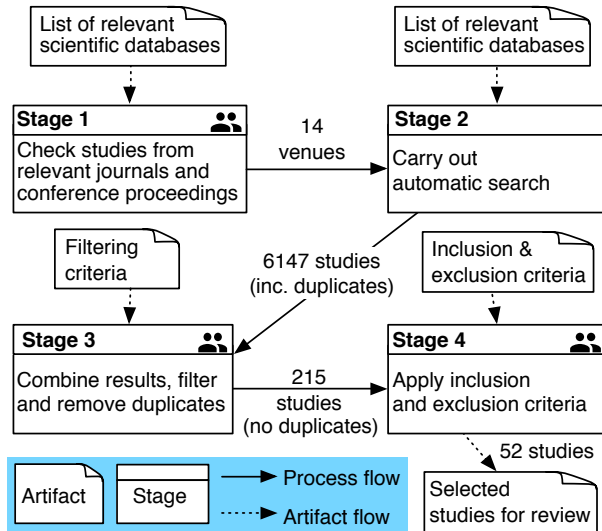 List of relevant
scientific databases
List of relevant
scientific databases
Stage 1
Check studies from
relevant journals and
conference proceedings
14
venues
Stage 2
Carry out
automatic search
Filtering
criteria
6147 studies
(inc. duplicates)
Inclusion &
exclusion criteria
Stage 3
Combine results, filter
and remove duplicates
215
studies
(no duplicates)
Stage 4
Apply inclusion
and exclusion criteria
52 studies
Selected
studies for review
Artifact
Stage
Process flow
Artifact flow